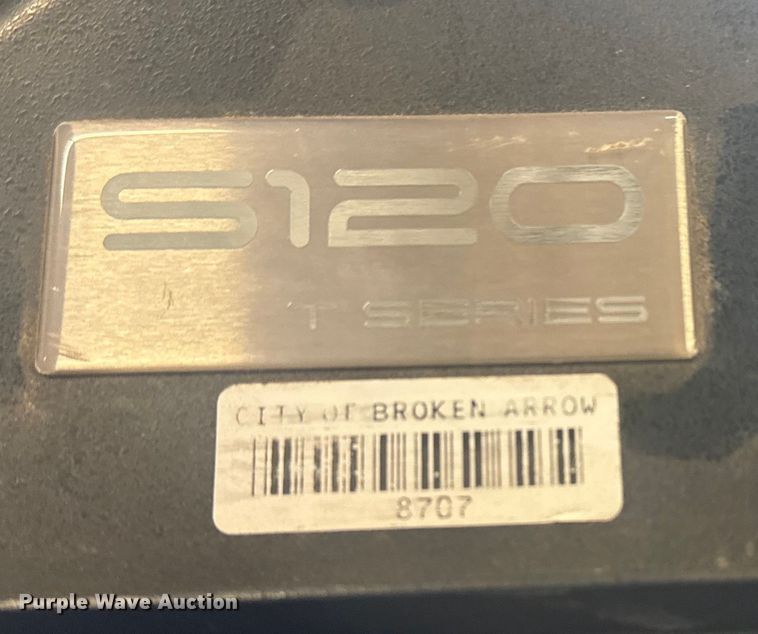 S120
T SERIES
CITY OF BROKEN ARROW
8707
Purple Wave Auction